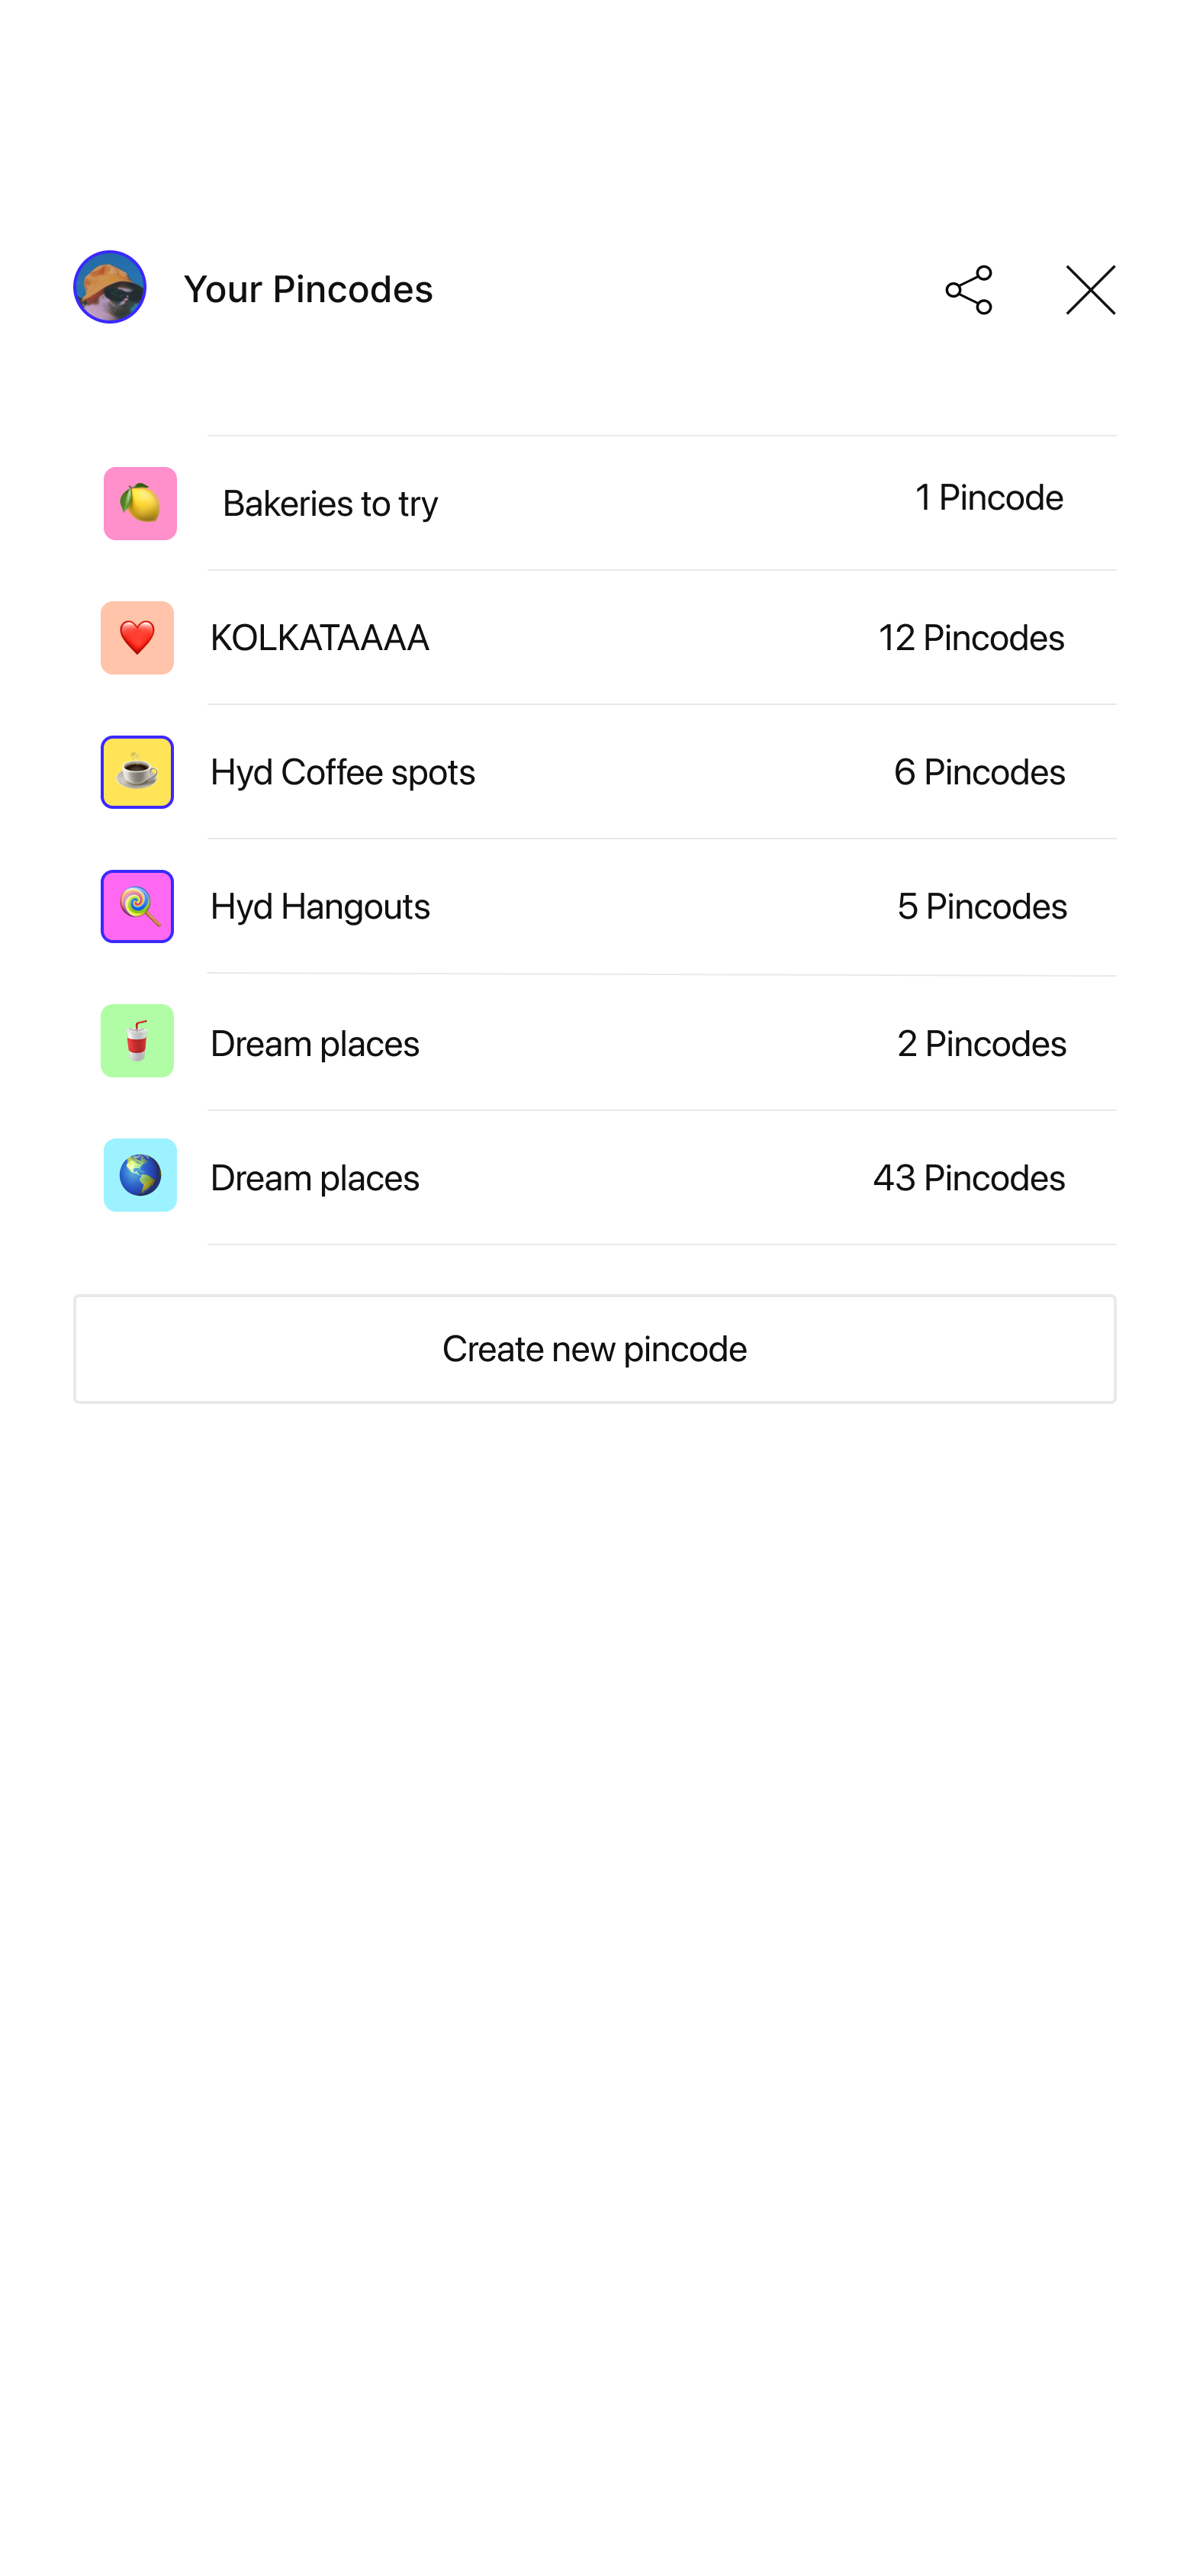 Your Pincodes
Bakeries to try 1 Pincode
KOLKATAAAA 12 Pincodes
Hyd Coffee spots 6 Pincodes
Hyd Hangouts 5 Pincodes
Dream places 2 Pincodes
Dream places 43 Pincodes
Create new pincode